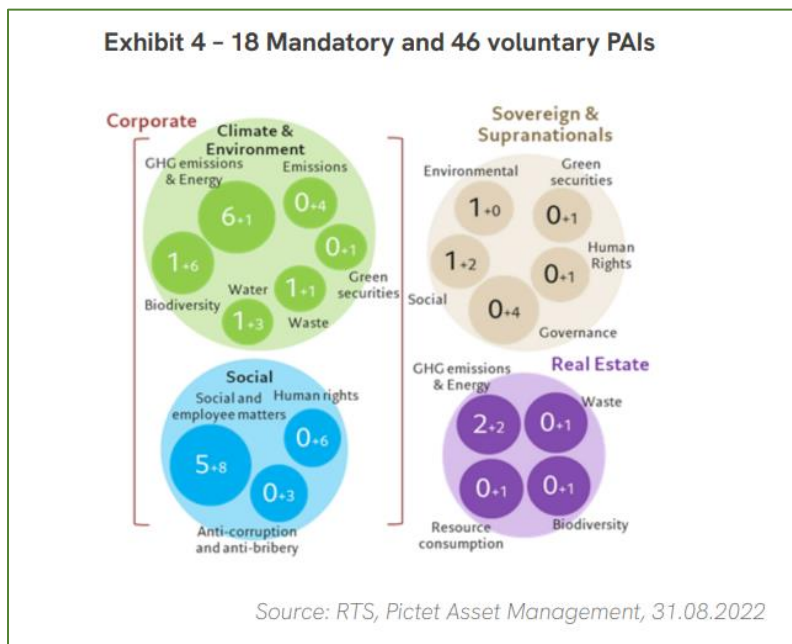 Exhibit 4 – 18 Mandatory and 46 voluntary PAIs
Corporate
Climate &
Environment
GHG emissions
& Energy
6+1
Emissions
0+4
0+1
Green
securities
1+6
Biodiversity
Water
1+3
1+1
Waste
Sovereign &
Supranationals
Environmental
1+0
Green
securities
0+1
1+2
Social
Human
Rights
0+1
0+4
Governance
Social
Social and
employee matters
5+8
Human rights
0+6
0+3
Anti-corruption
and anti-bribery
Real Estate
GHG emissions
& Energy
2+2
Waste
0+1
0+1
Resource
consumption
0+1
Biodiversity
Source: RTS, Pictet Asset Management, 31.08.2022